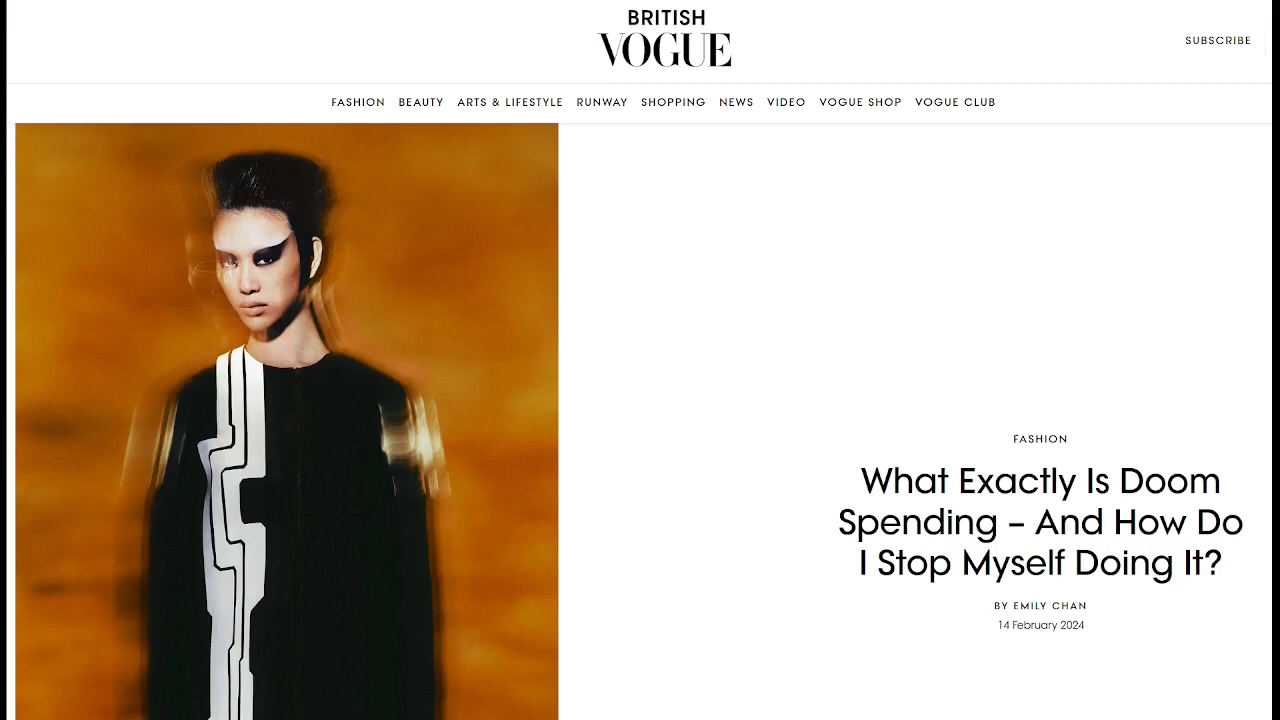 BRITISH
VOGUE
SUBSCRIBE
FASHION BEAUTY ARTS & LIFESTYLE RUNWAY SHOPPING NEWS VIDEO VOGUE SHOP VOGUE CLUB
FASHION
What Exactly Is Doom
Spending – And How Do
I Stop Myself Doing It?
BY EMILY CHAN
14 February 2024